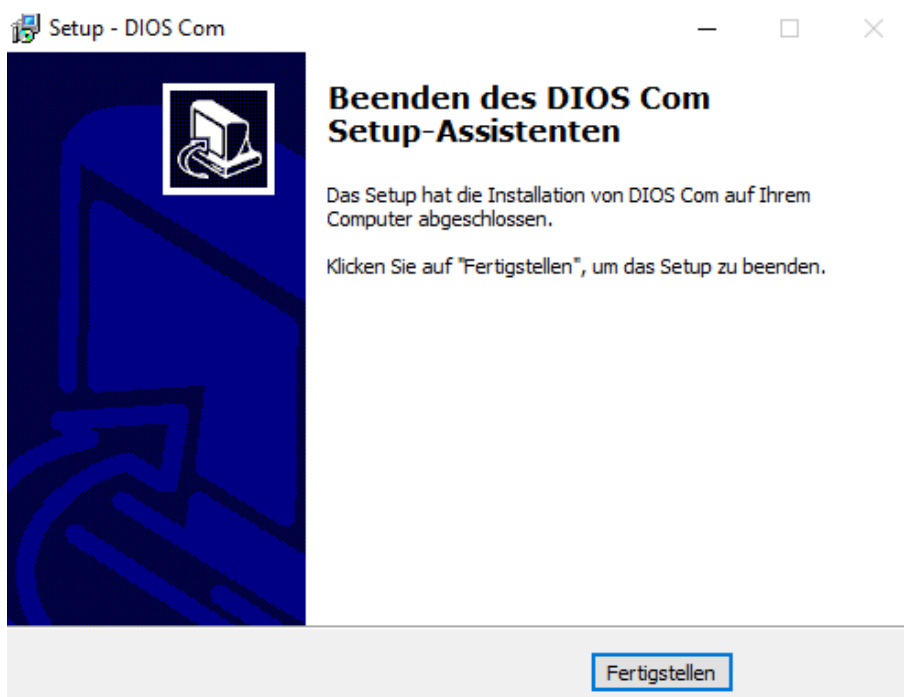 Setup - DIOS Com
Beenden des DIOS Com
Setup-Assistenten
Das Setup hat die Installation von DIOS Com auf Ihrem
Computer abgeschlossen.
Klicken Sie auf "Fertigstellen", um das Setup zu beenden.
Fertigstellen